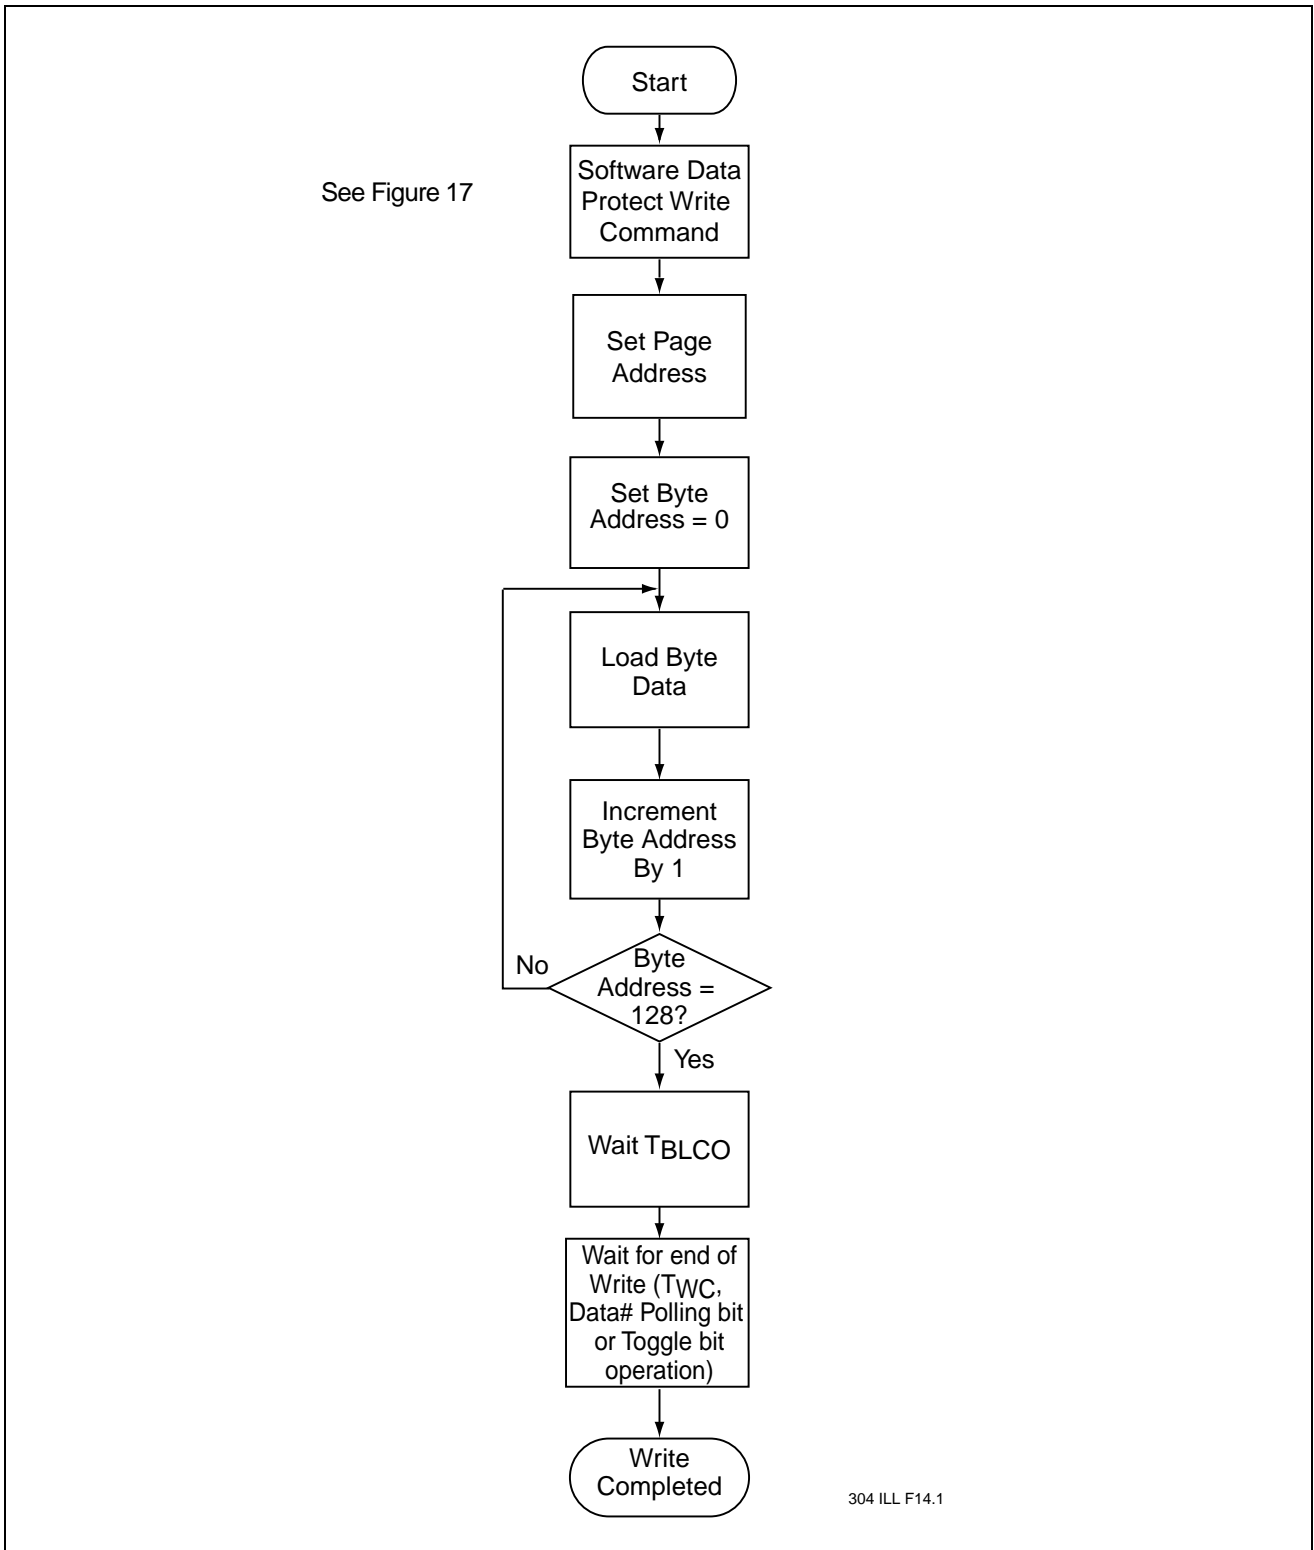 Start
See Figure 17
Software Data
Protect Write
Command
Set Page
Address
Set Byte
Address = 0
Load Byte
Data
Increment
Byte Address
By 1
No
Byte
Address =
128?
Yes
Wait TBLCO
Wait for end of
Write (TWC,
Data# Polling bit
or Toggle bit
operation)
Write
Completed
304 ILL F14.1